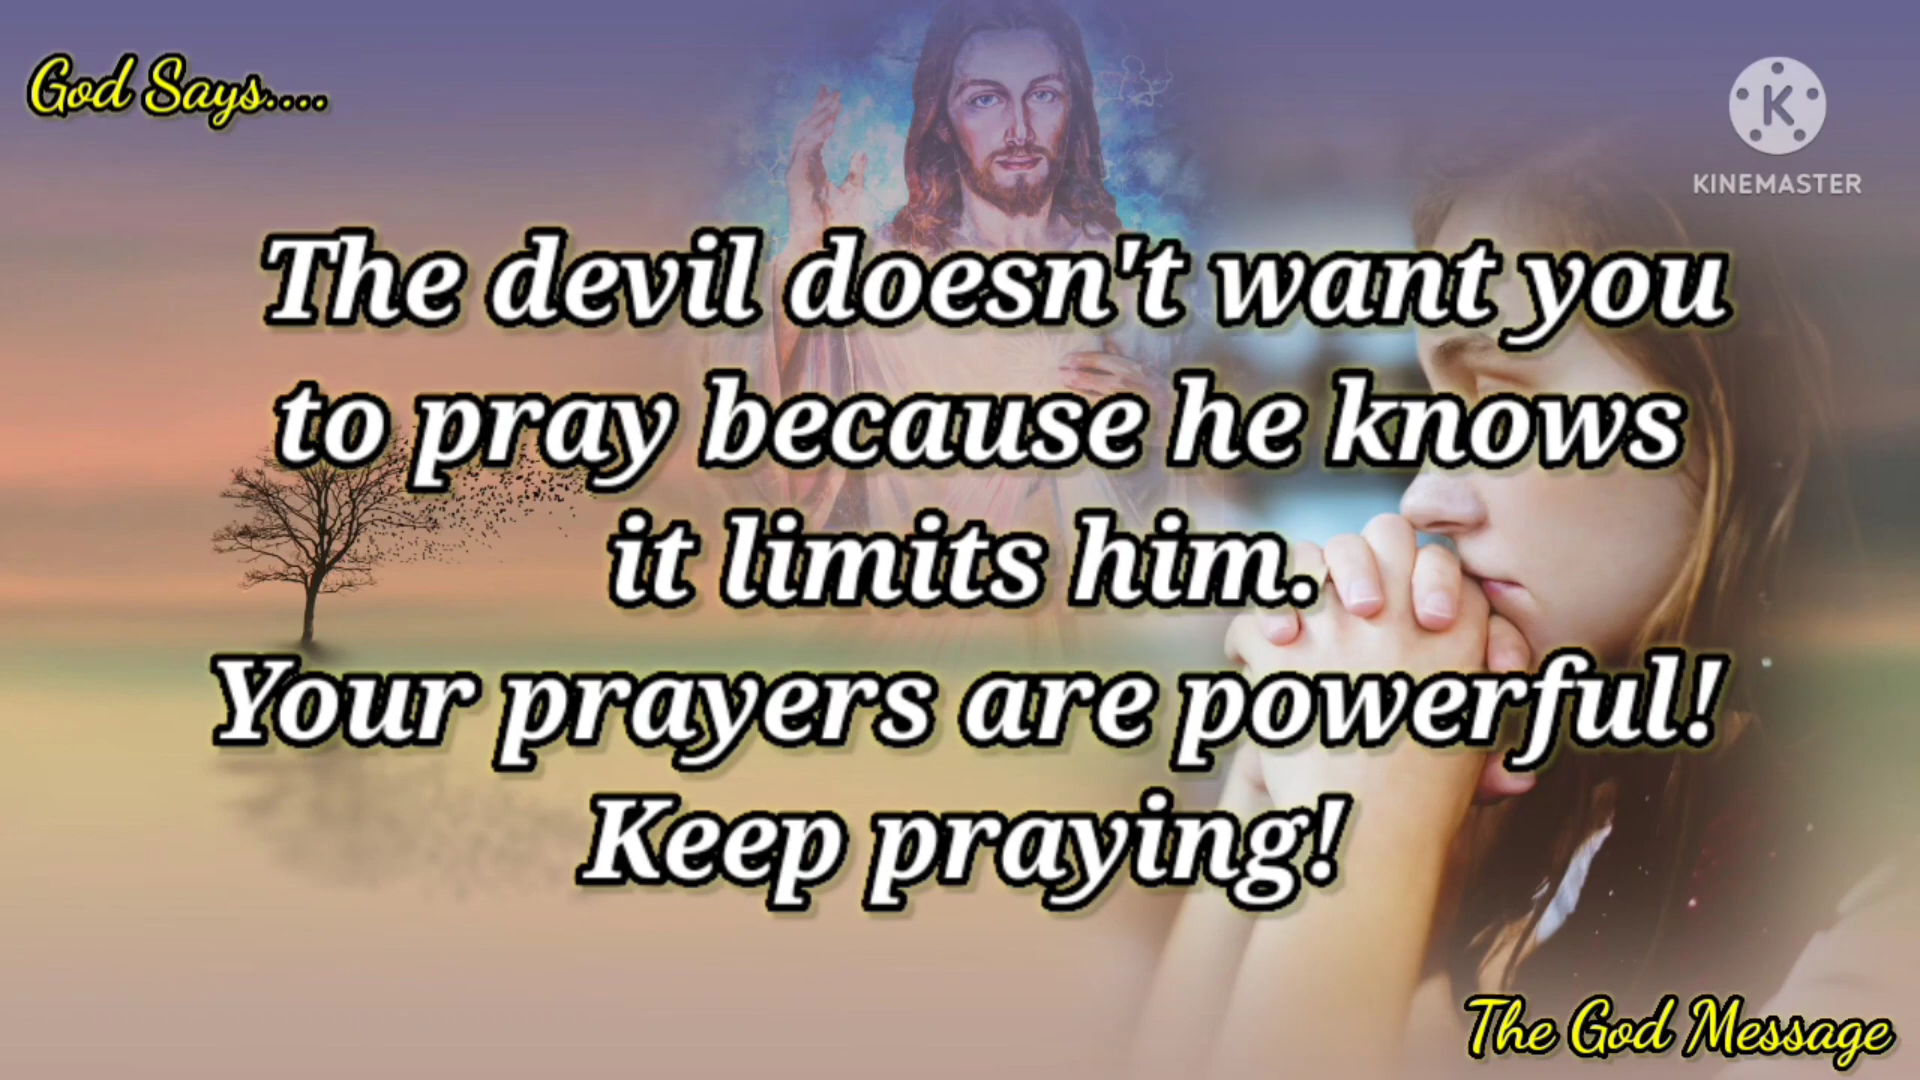 God Says....
KINEMASTER
The devil doesn't want you
to pray because he knows
it limits him.
Your prayers are powerful!
Keep praying!
The God Message